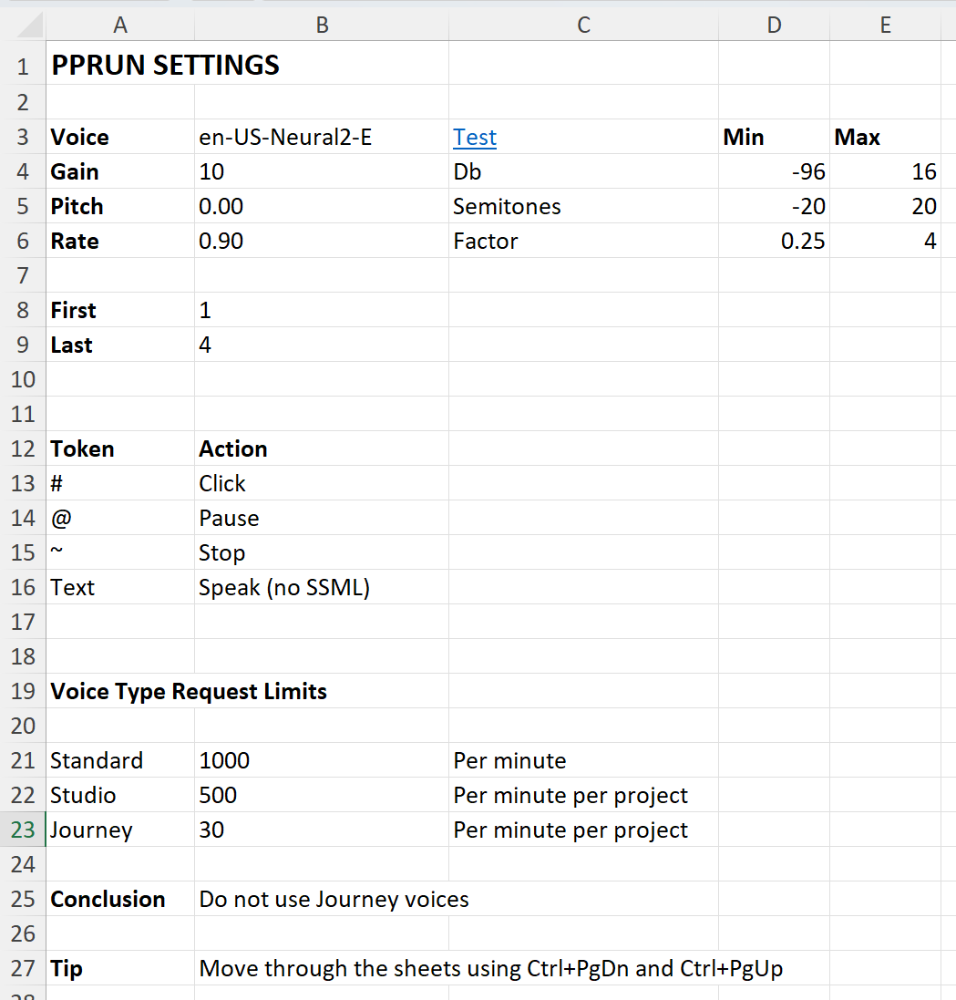 A B C D E
1 PPRUN SETTINGS
2
3 Voice en-US-Neural2-E Test Min Max
4 Gain 10 Db -96 16
5 Pitch 0.00 Semitones -20 20
6 Rate 0.90 Factor 0.25 4
7
8 First 1
9 Last 4
10
11
12 Token Action
13 # Click
14 @ Pause
15 ~ Stop
16 Text Speak (no SSML)
17
18
19 Voice Type Request Limits
20
21 Standard 1000 Per minute
22 Studio 500 Per minute per project
23 Journey 30 Per minute per project
24
25 Conclusion Do not use Journey voices
26
27 Tip Move through the sheets using Ctrl+PgDn and Ctrl+PgUp
28